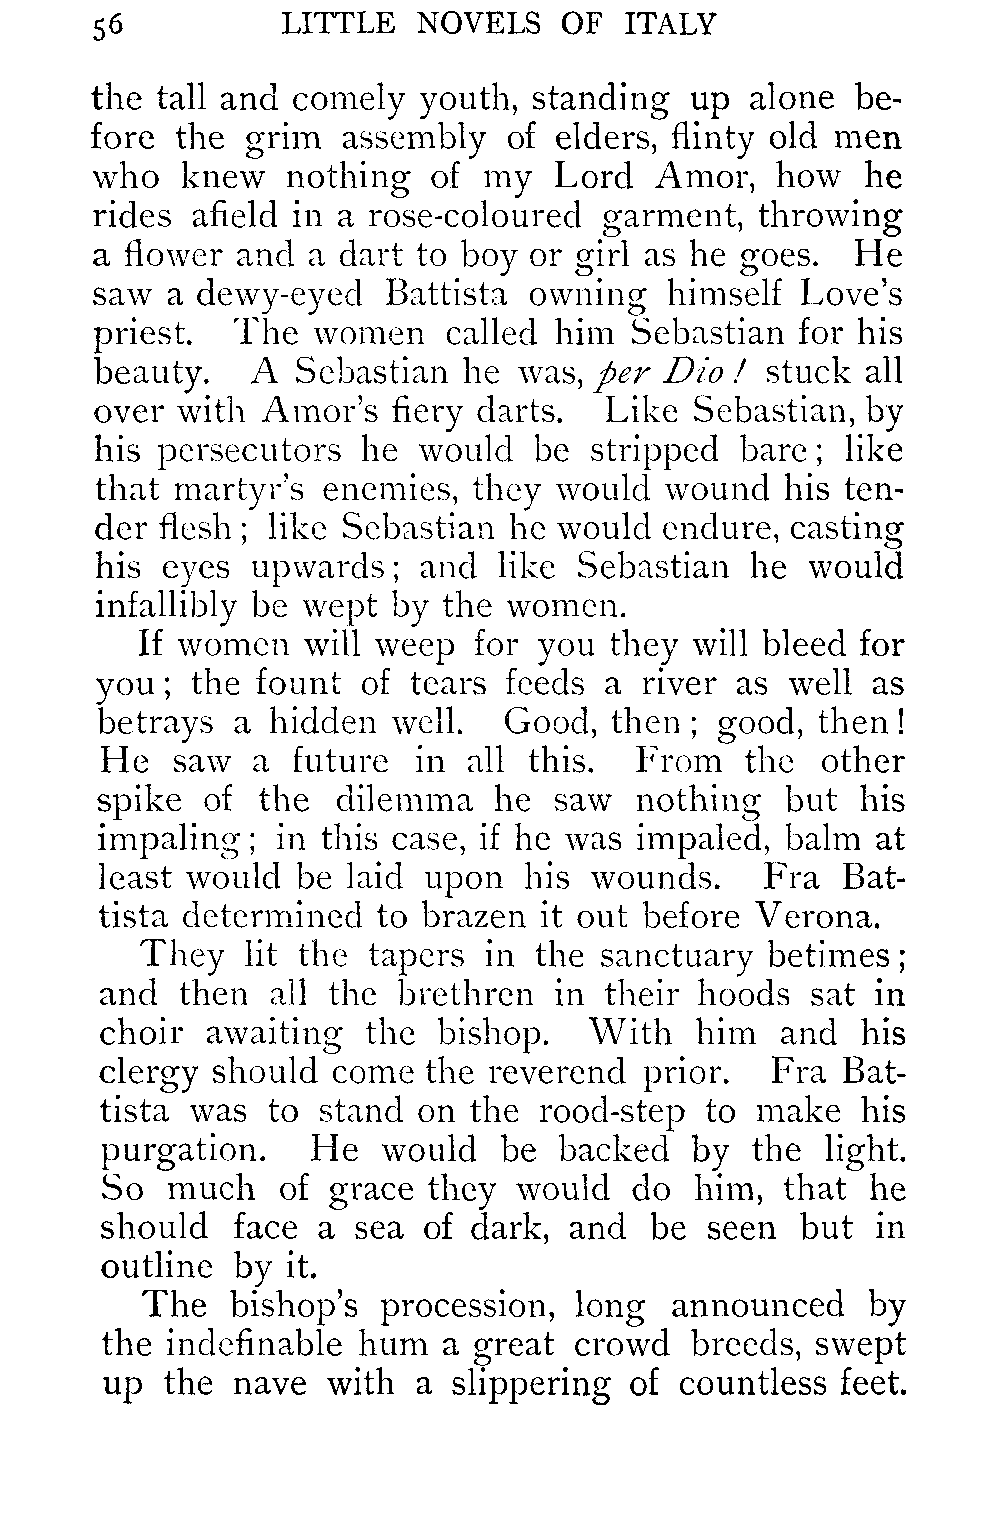 56 LITTLE NOVELS OF ITALY
the tall and comely youth, standing up alone be-
fore the grim assembly of elders, flinty old men
who knew nothing of my Lord Amor, how he
rides afield in a rose-coloured garment, throwing
a flower and a dart to boy or girl as he goes. He
saw a dewy-eyed Battista owning himself Love's
priest. The women called him Sebastian for his
beauty. A Sebastian he was, per Dio! stuck all
over with Amor's fiery darts. Like Sebastian, by
his persecutors he would be stripped bare; like
that martyr's enemies, they would wound his ten-
der flesh; like Sebastian he would endure, casting
his eyes upwards; and like Sebastian he would
infallibly be wept by the women.
If women will weep for you they will bleed for
you; the fount of tears feeds a river as well as
betrays a hidden well. Good, then; good, then!
He saw a future in all this. From the other
spike of the dilemma he saw nothing but his
impaling; in this case, if he was impaled, balm at
least would be laid upon his wounds. Fra Bat-
tista determined to brazen it out before Verona.
They lit the tapers in the sanctuary betimes;
and then all the brethren in their hoods sat in
choir awaiting the bishop. With him and his
clergy should come the reverend prior. Fra Bat-
tista was to stand on the rood-step to make his
purgation. He would be backed by the light.
So much of grace they would do him, that he
should face a sea of dark, and be seen but in
outline by it.
The bishop's procession, long announced by
the indefinable hum a great crowd breeds, swept
up the nave with a slippering of countless feet.